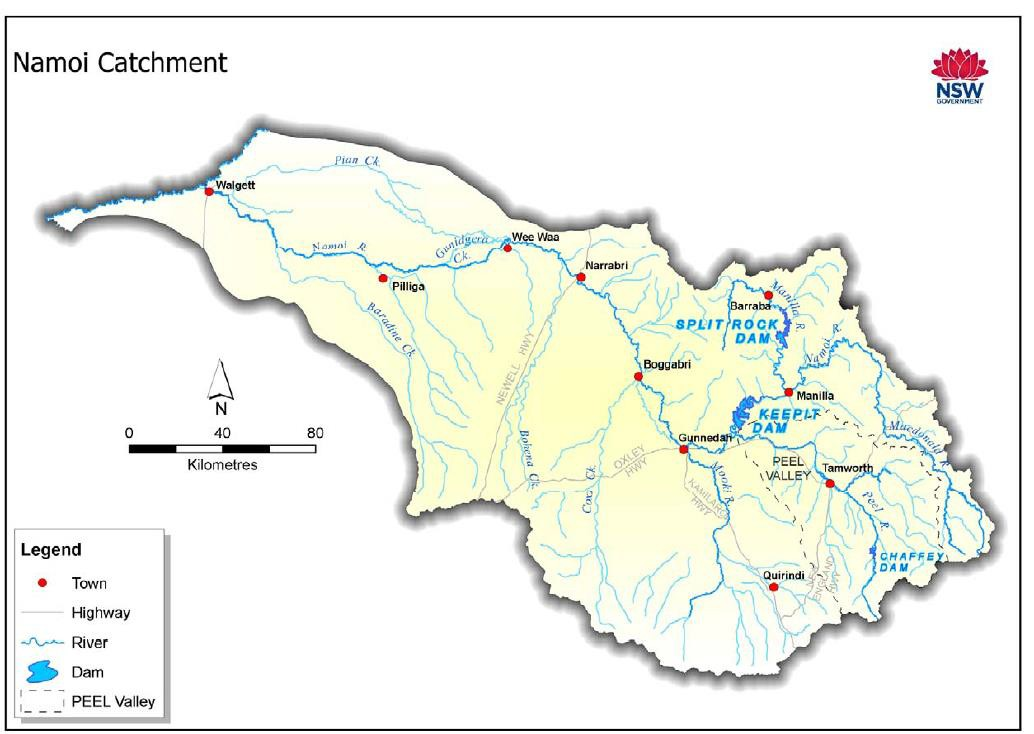 Namoi Catchment
NSW
GOVERNMENT
Pian Ck.
Walgett
Namoi R.
Gunidgera
Ck.
Wee Waa
Narrabri
Pilliga
Baradine Ck.
Manilla R.
Barraba
SPLIT ROCK
DAM
Namoi R.
NEWELL HWY
Boggabri
Manilla
KEEPIT
DAM
N
0 40 80
Kilometres
Bohena Ck.
Gunnedah
Macdonald R.
PEEL
VALLEY
Tamworth
OXLEY
HWY
Mooki R.
Coxs Ck.
KAMILAROI
HWY
Peel R.
CHAFFEY
DAM
Quirindi
NEW
ENGLAND
HWY
Legend
Town
Highway
River
Dam
PEEL Valley